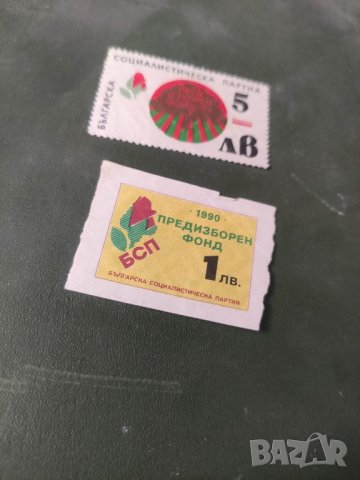 БЪЛГАРСКА СОЦИАЛИСТИЧЕСКА ПАРТИЯ
5
ЛВ
1990
ПРЕДИЗБОРЕН
ФОНД
БСП
1 ЛВ.
БЪЛГАРСКА СОЦИАЛИСТИЧЕСКА ПАРТИЯ
BAZAR
bg